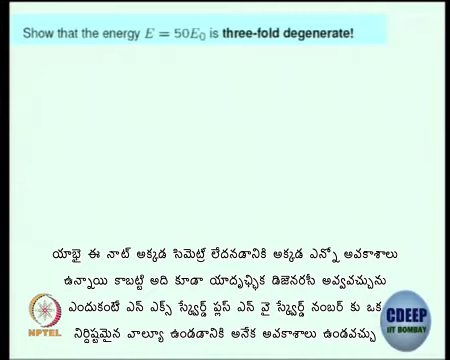 Show that the energy E = 50E₀ is three-fold degenerate!
యాభై ఈ నాట్ అక్కడ సిమెట్రీ లేదనడానికి అక్కడ ఎన్నో అవకాశాలు
ఉన్నాయి కాబట్టి అది కూడా యాదృచ్ఛిక డిజెనరసీ అవ్వవచ్చును
ఎందుకంటే ఎన్ ఎక్స్ స్క్వేర్డ్ ప్లస్ ఎన్ వై స్క్వేర్డ్ నంబర్ కు ఒక
నిర్దిష్టమైన వాల్యూ ఉండడానికి అనేక అవకాశాలు ఉండవచ్చు
NPTEL
CDEEP
IIT BOMBAY